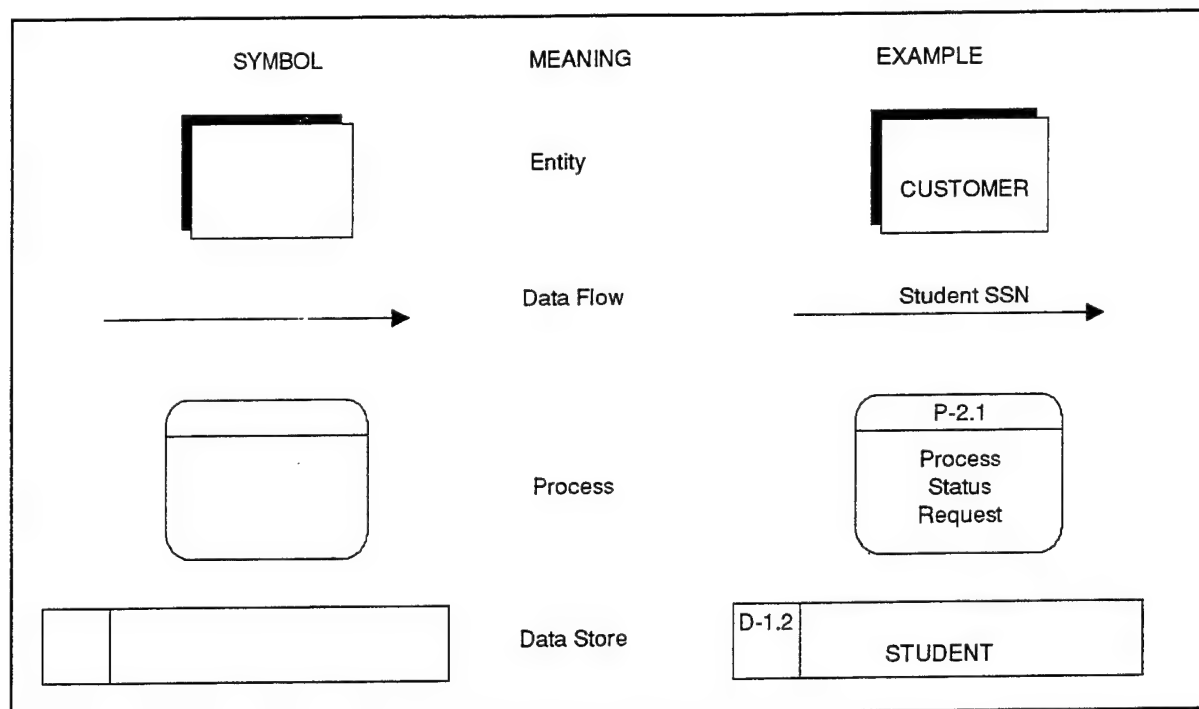 SYMBOL MEANING EXAMPLE
Entity
CUSTOMER
Data Flow
Student SSN
Process
P-2.1
Process
Status
Request
Data Store
D-1.2
STUDENT